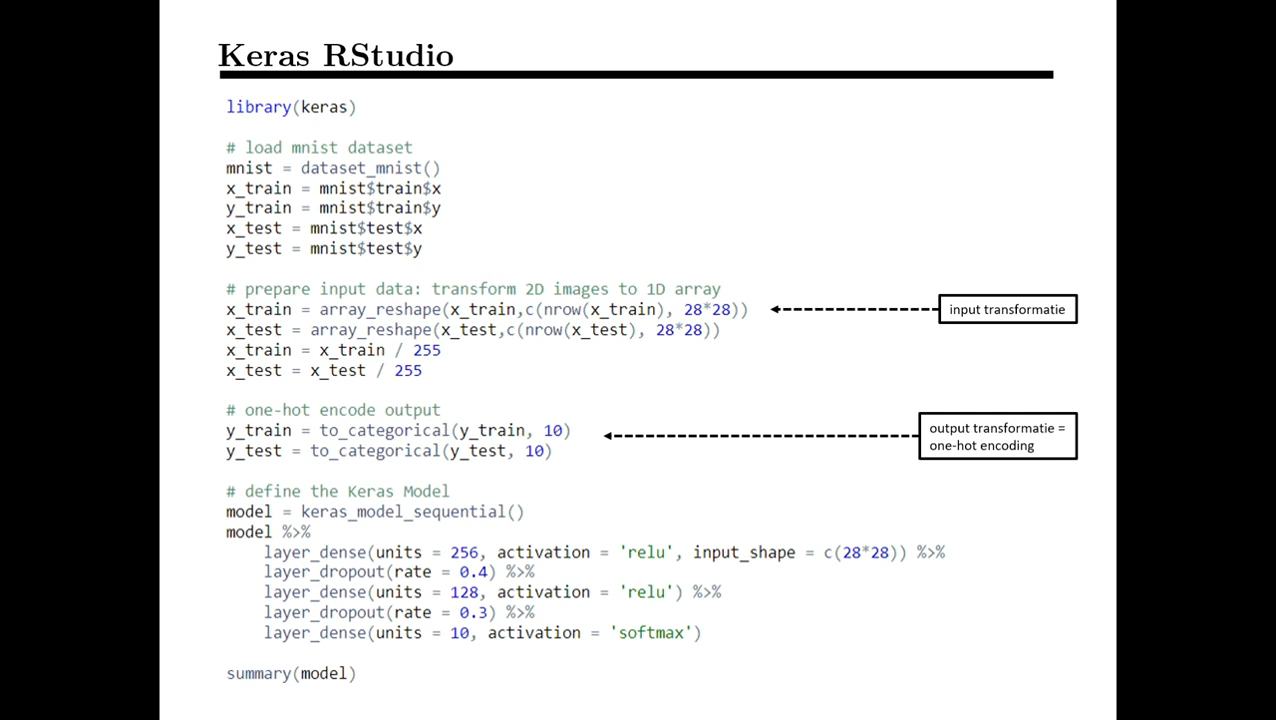 Keras RStudio
library(keras)
# load mnist dataset
mnist = dataset_mnist()
x_train = mnist$train$x
y_train = mnist$train$y
x_test = mnist$test$x
y_test = mnist$test$y
# prepare input data: transform 2D images to 1D array
x_train = array_reshape(x_train,c(nrow(x_train), 28*28))
input transformatie
x_test = array_reshape(x_test,c(nrow(x_test), 28*28))
x_train = x_train / 255
x_test = x_test / 255
# one-hot encode output
y_train = to_categorical(y_train, 10)
y_test = to_categorical(y_test, 10)
output transformatie =
one-hot encoding
# define the Keras Model
model = keras_model_sequential()
model %>%
layer_dense(units = 256, activation = 'relu', input_shape = c(28*28)) %>%
layer_dropout(rate = 0.4) %>%
layer_dense(units = 128, activation = 'relu') %>%
layer_dropout(rate = 0.3) %>%
layer_dense(units = 10, activation = 'softmax')
summary(model)